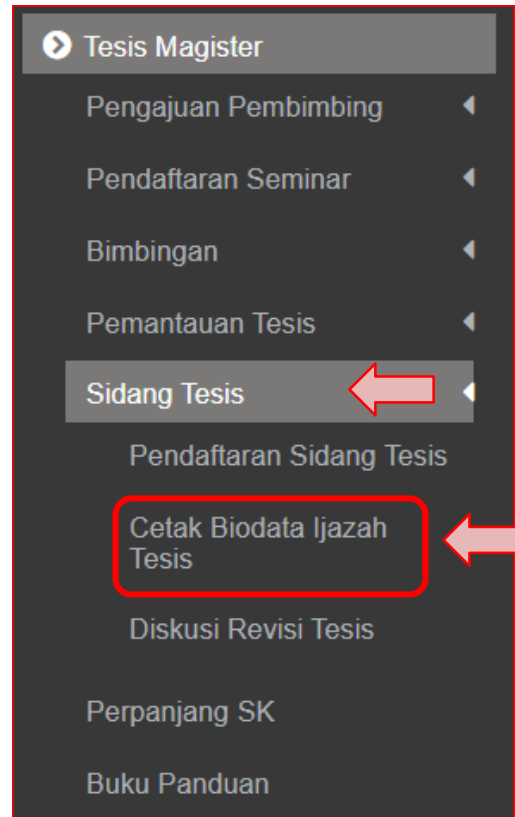 Tesis Magister
Pengajuan Pembimbing
Pendaftaran Seminar
Bimbingan
Pemantauan Tesis
Sidang Tesis
Pendaftaran Sidang Tesis
Cetak Biodata Ijazah
Tesis
Diskusi Revisi Tesis
Perpanjang SK
Buku Panduan